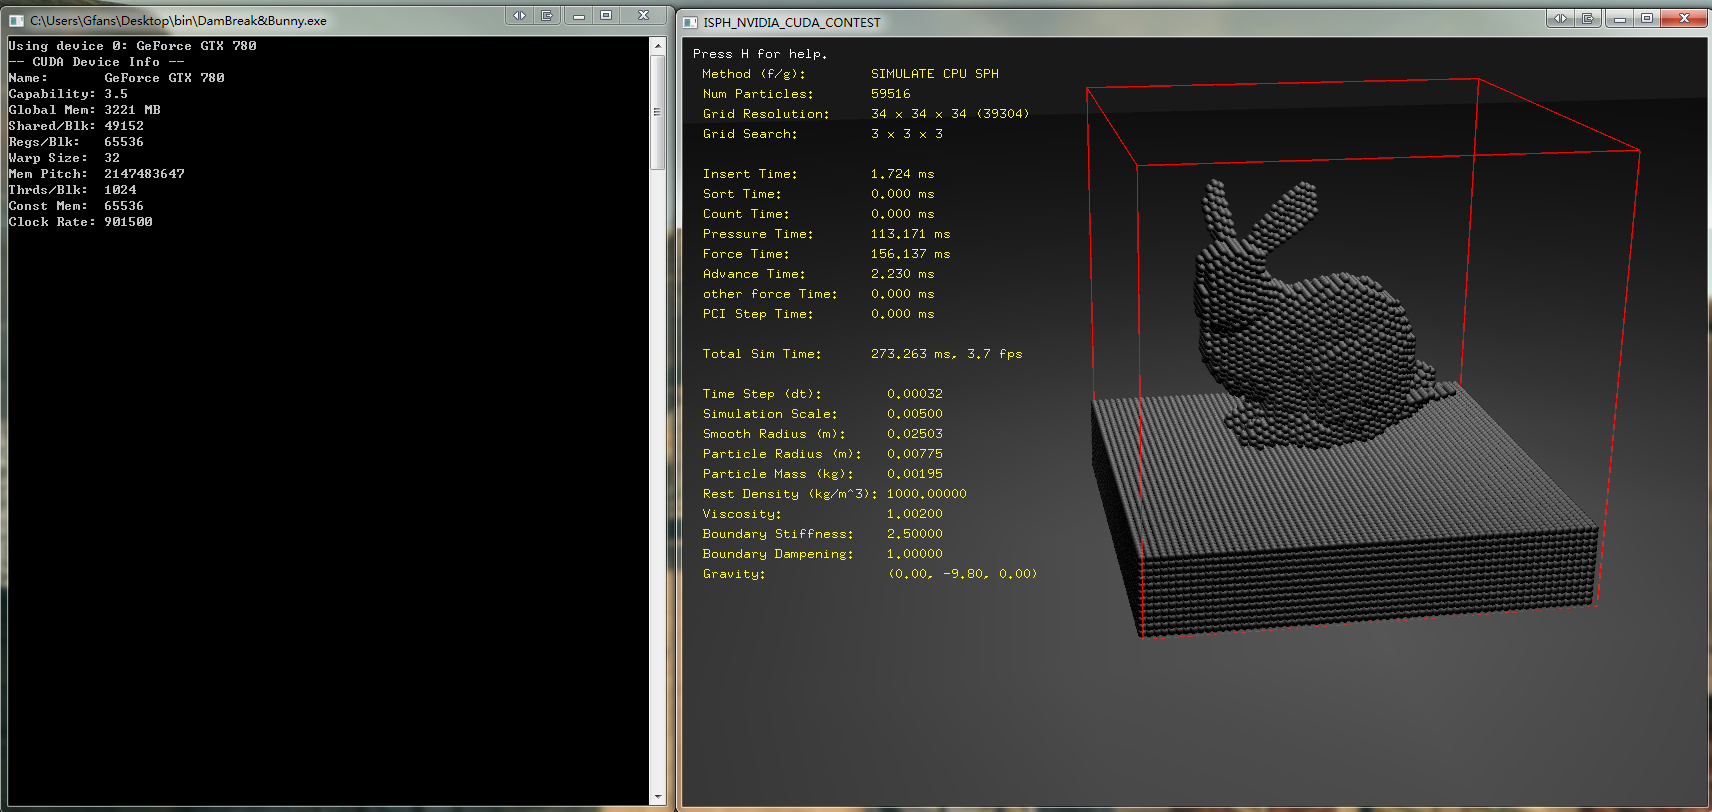 C:\Users\Gfans\Desktop\bin\DamBreak&Bunny.exe
Using device 0: GeForce GTX 780
-- CUDA Device Info --
Name: GeForce GTX 780
Capability: 3.5
Global Mem: 3221 MB
Shared/Blk: 49152
Regs/Blk: 65536
Warp Size: 32
Mem Pitch: 2147483647
Thrds/Blk: 1024
Const Mem: 65536
Clock Rate: 901500
ISPH_NVIDIA_CUDA_CONTEST
Press H for help.
Method (f/g): SIMULATE CPU SPH
Num Particles: 59516
Grid Resolution: 34 x 34 x 34 (39304)
Grid Search: 3 x 3 x 3
Insert Time: 1.724 ms
Sort Time: 0.000 ms
Count Time: 0.000 ms
Pressure Time: 113.171 ms
Force Time: 156.137 ms
Advance Time: 2.230 ms
other force Time: 0.000 ms
PCI Step Time: 0.000 ms
Total Sim Time: 273.263 ms, 3.7 fps
Time Step (dt): 0.00032
Simulation Scale: 0.00500
Smooth Radius (m): 0.02503
Particle Radius (m): 0.00775
Particle Mass (kg): 0.00195
Rest Density (kg/m^3): 1000.00000
Viscosity: 1.00200
Boundary Stiffness: 2.50000
Boundary Dampening: 1.00000
Gravity: (0.00, -9.80, 0.00)